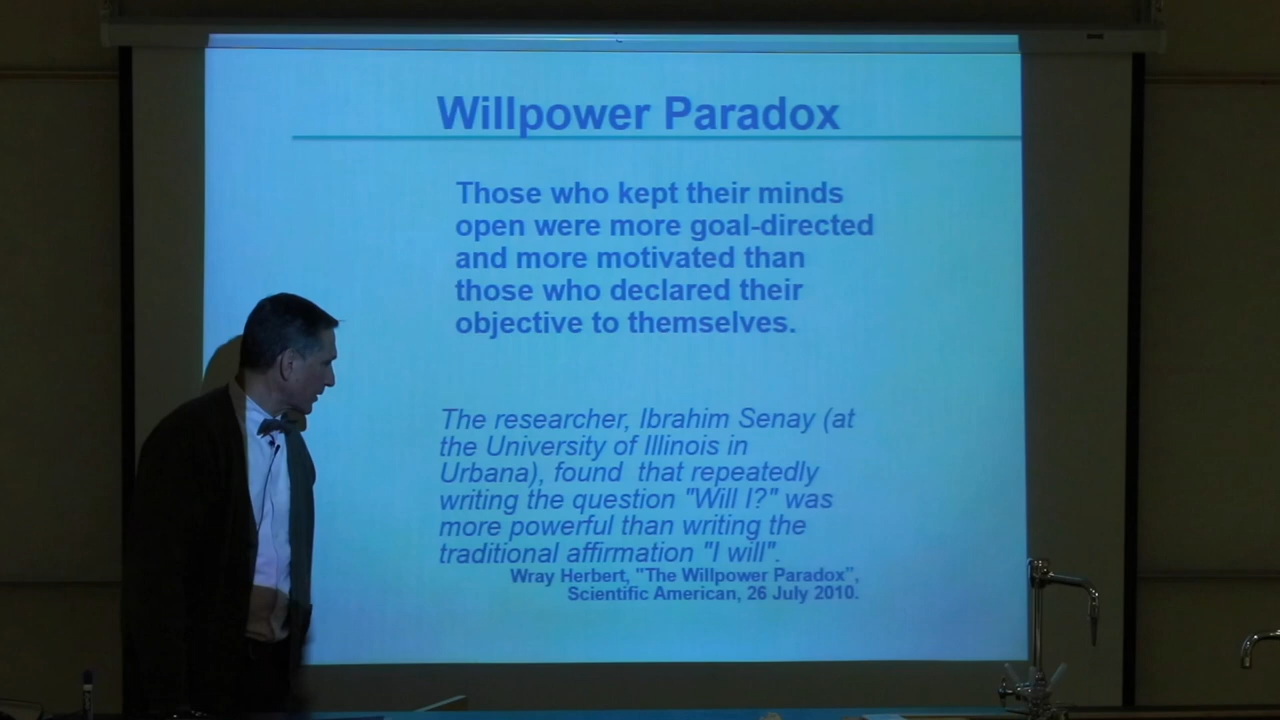 Willpower Paradox
Those who kept their minds
open were more goal-directed
and more motivated than
those who declared their
objective to themselves.
The researcher, Ibrahim Senay (at
the University of Illinois in
Urbana), found  that repeatedly
writing the question "Will I?" was
more powerful than writing the
traditional affirmation "I will".
Wray Herbert, "The Willpower Paradox",
Scientific American, 26 July 2010.